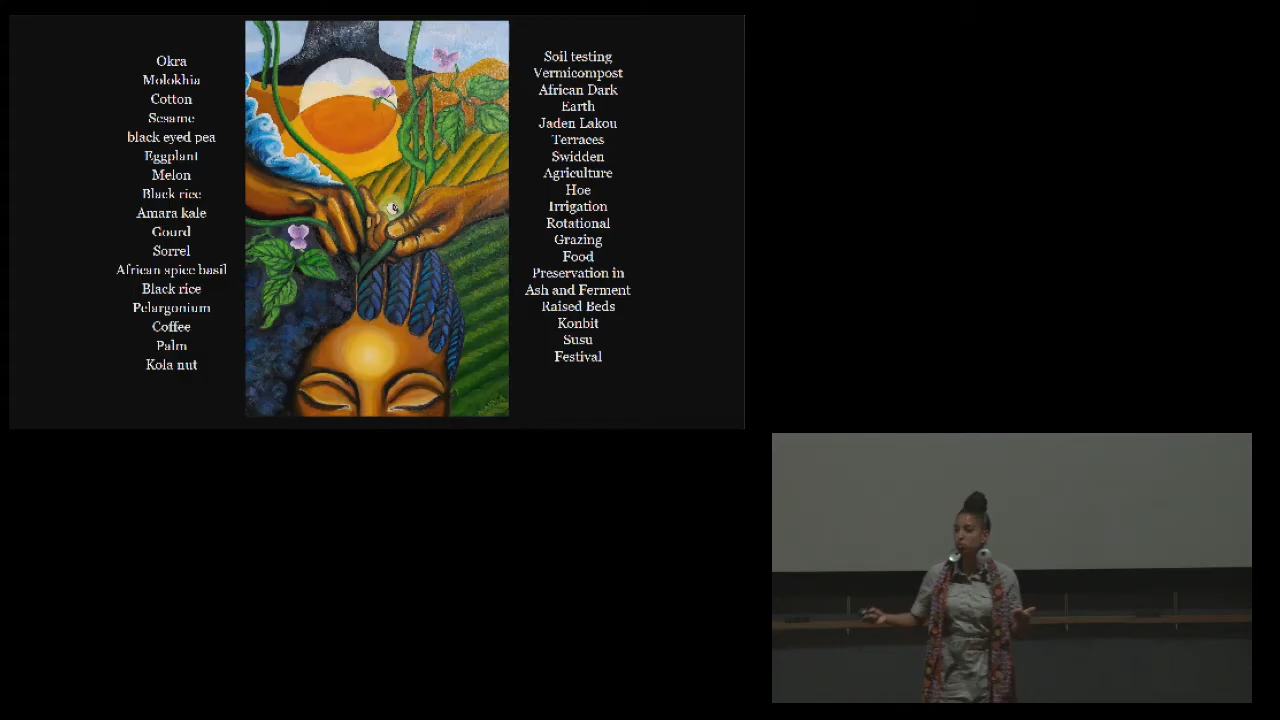 Okra
Molokhia
Cotton
Sesame
black eyed pea
Eggplant
Melon
Black rice
Amara kale
Gourd
Sorrel
African spice basil
Black rice
Pelargonium
Coffee
Palm
Kola nut
Soil testing
Vermicompost
African Dark
Earth
Jaden Lakou
Terraces
Swidden
Agriculture
Hoe
Irrigation
Rotational
Grazing
Food
Preservation in
Ash and Ferment
Raised Beds
Konbit
Susu
Festival